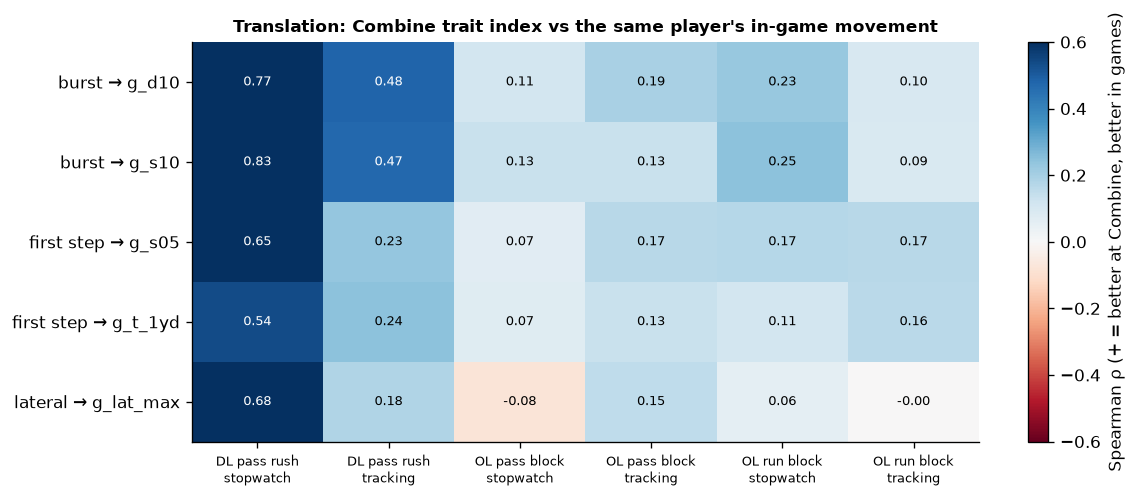 Translation: Combine trait index vs the same player's in-game movement
burst → g_d10
0.77 0.48 0.11 0.19 0.23 0.10
burst → g_s10
0.83 0.47 0.13 0.13 0.25 0.09
first step → g_s05
0.65 0.23 0.07 0.17 0.17 0.17
first step → g_t_1yd
0.54 0.24 0.07 0.13 0.11 0.16
lateral → g_lat_max
0.68 0.18 -0.08 0.15 0.06 -0.00
DL pass rush
stopwatch
DL pass rush
tracking
OL pass block
stopwatch
OL pass block
tracking
OL run block
stopwatch
OL run block
tracking
0.6
0.4
0.2
0.0
−0.2
−0.4
−0.6
Spearman ρ (+ = better at Combine, better in games)